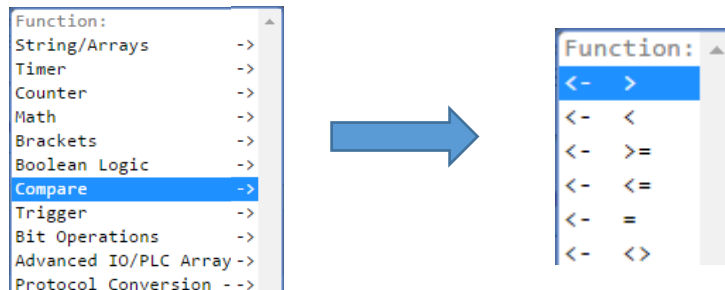 Function:
String/Arrays ->
Timer ->
Counter ->
Math ->
Brackets ->
Boolean Logic ->
Compare ->
Trigger ->
Bit Operations ->
Advanced IO/PLC Array->
Protocol Conversion -->
Function:
<- >
<- <
<- >=
<- <=
<- =
<- <>